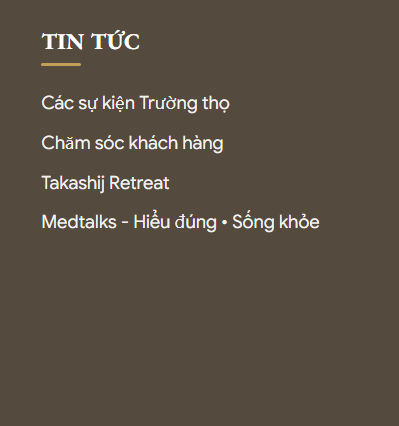 TIN TỨC
Các sự kiện Trường thọ
Chăm sóc khách hàng
Takashij Retreat
Medtalks - Hiểu đúng • Sống khỏe